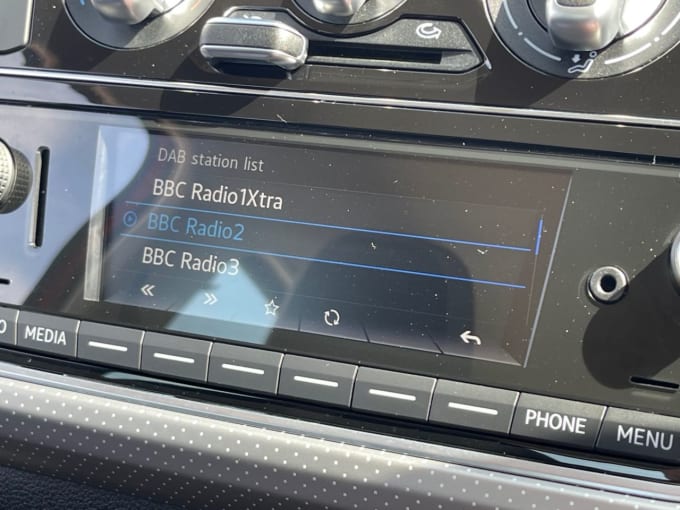 DAB station list
BBC Radio1Xtra
BBC Radio2
BBC Radio3
MEDIA
PHONE
MENU